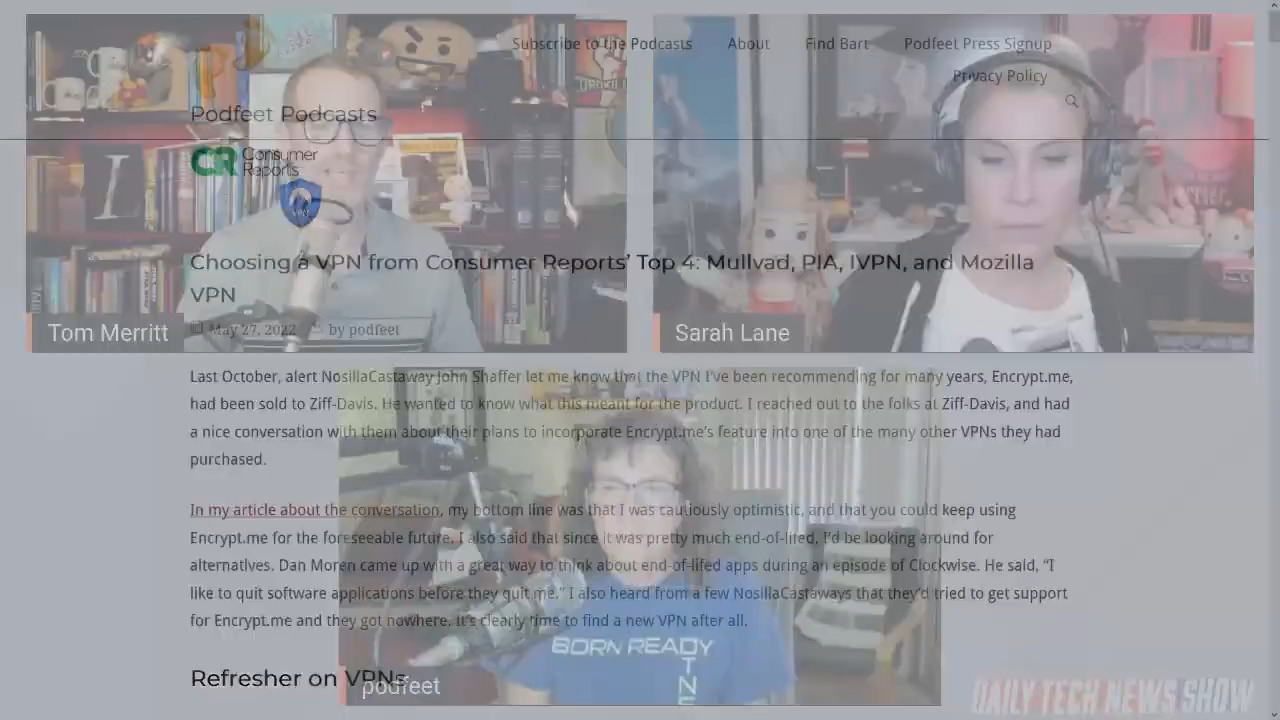 Subscribe to the Podcasts About Find Bart Podfeet Press Signup
Privacy Policy
Podfeet Podcasts
CR Consumer Reports
VPN
Choosing a VPN from Consumer Reports’ Top 4: Mullvad, PIA, IVPN, and Mozilla
VPN
May 27, 2022 by podfeet
Tom Merritt
Sarah Lane
Last October, alert NosillaCastaway John Shaffer let me know that the VPN I’ve been recommending for many years, Encrypt.me,
had been sold to Ziff-Davis. He wanted to know what this meant for the product. I reached out to the folks at Ziff-Davis, and had
a nice conversation with them about their plans to incorporate Encrypt.me’s feature into one of the many other VPNs they had
purchased.
In my article about the conversation, my bottom line was that I was cautiously optimistic, and that you could keep using
Encrypt.me for the foreseeable future. I also said that since it was pretty much end-of-lifed, I’d be looking around for
alternatives. Dan Moren came up with a great way to think about end-of-lifed apps during an episode of Clockwise. He said, “I
like to quit software applications before they quit me.” I also heard from a few NosillaCastaways that they’d tried to get support
for Encrypt.me and they got nowhere. It’s clearly time to find a new VPN after all.
BORN READY
Refresher on VPNs
podfeet
DAILY TECH NEWS SHOW